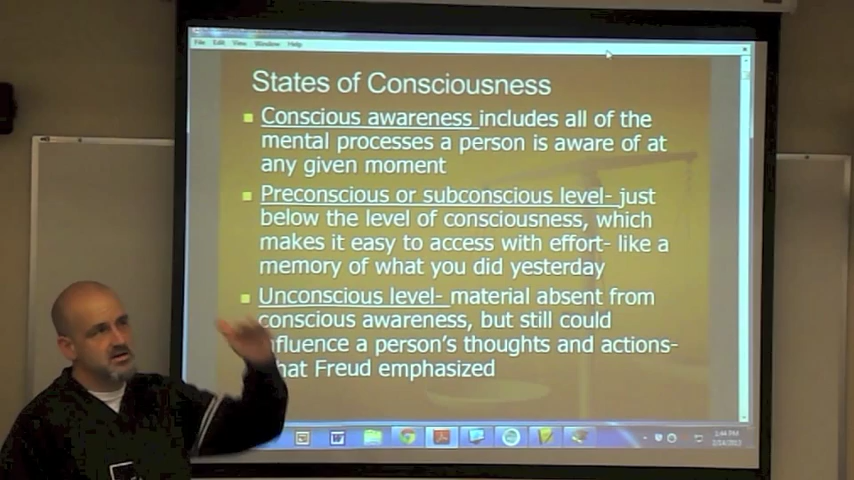 File Edit View Window Help
States of Consciousness
Conscious awareness includes all of the
mental processes a person is aware of at
any given moment
Preconscious or subconscious level- just
below the level of consciousness, which
makes it easy to access with effort- like a
memory of what you did yesterday
Unconscious level- material absent from
conscious awareness, but still could
nfluence a person's thoughts and actions-
hat Freud emphasized